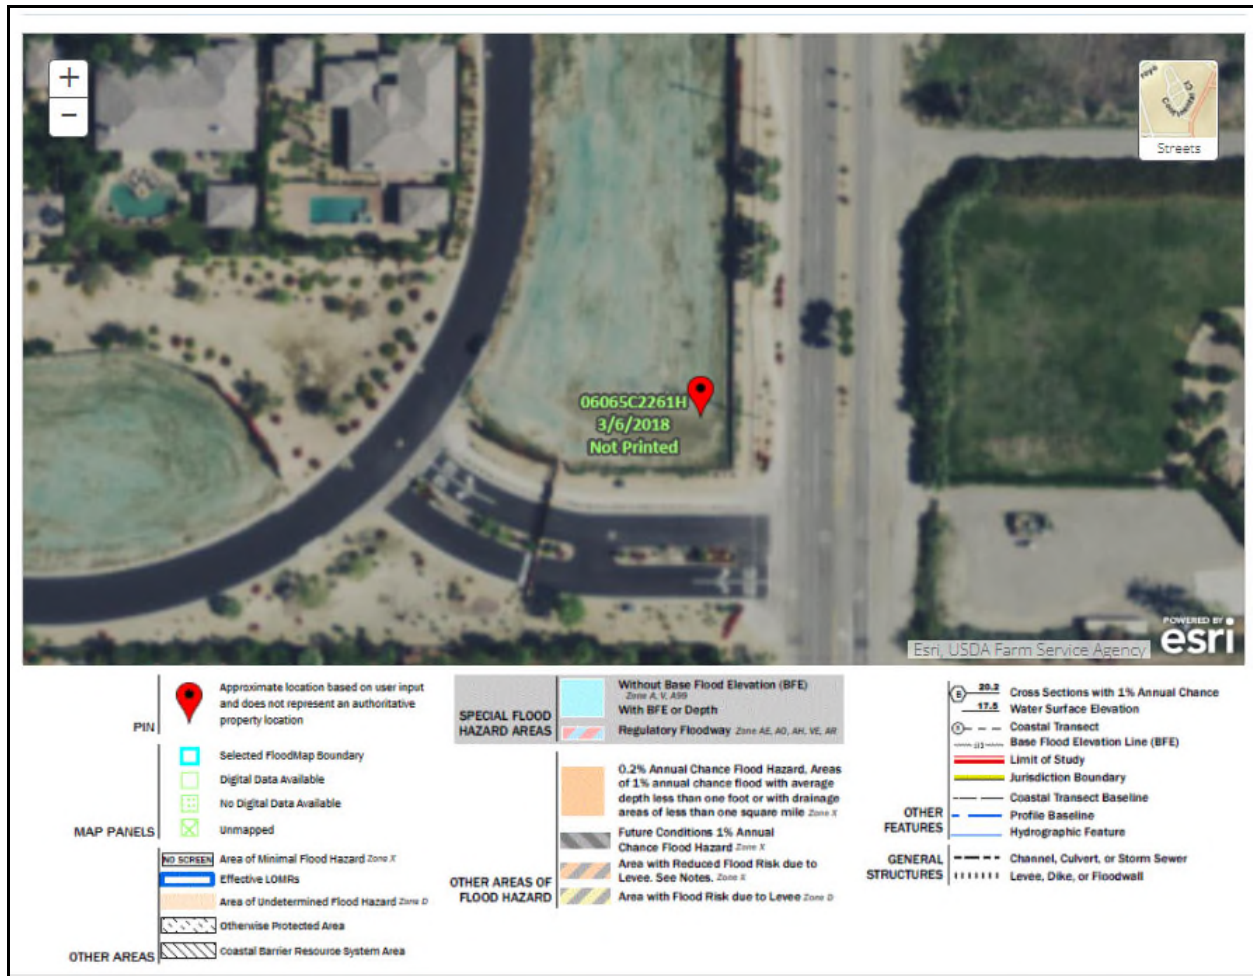 +
−
Streets
06065C2261H
3/6/2018
Not Printed
POWERED BY
esri
Esri, USDA Farm Service Agency
PIN
Approximate location based on user input
and does not represent an authoritative
property location
MAP PANELS
Selected FloodMap Boundary
Digital Data Available
No Digital Data Available
Unmapped
OTHER AREAS
NO SCREEN Area of Minimal Flood Hazard Zone X
Effective LOMRs
Area of Undetermined Flood Hazard Zone D
Otherwise Protected Area
Coastal Barrier Resource System Area
SPECIAL FLOOD
HAZARD AREAS
Without Base Flood Elevation (BFE)
Zone A, V, A99
With BFE or Depth
Regulatory Floodway Zone AE, AO, AH, VE, AR
OTHER AREAS OF
FLOOD HAZARD
0.2% Annual Chance Flood Hazard, Areas
of 1% annual chance flood with average
depth less than one foot or with drainage
areas of less than one square mile Zone X
Future Conditions 1% Annual
Chance Flood Hazard Zone X
Area with Reduced Flood Risk due to
Levee. See Notes. Zone X
Area with Flood Risk due to Levee Zone D
OTHER
FEATURES
B 20.2 Cross Sections with 1% Annual Chance
17.5 Water Surface Elevation
Coastal Transect
Base Flood Elevation Line (BFE)
Limit of Study
Jurisdiction Boundary
Coastal Transect Baseline
Profile Baseline
Hydrographic Feature
GENERAL
STRUCTURES
Channel, Culvert, or Storm Sewer
Levee, Dike, or Floodwall